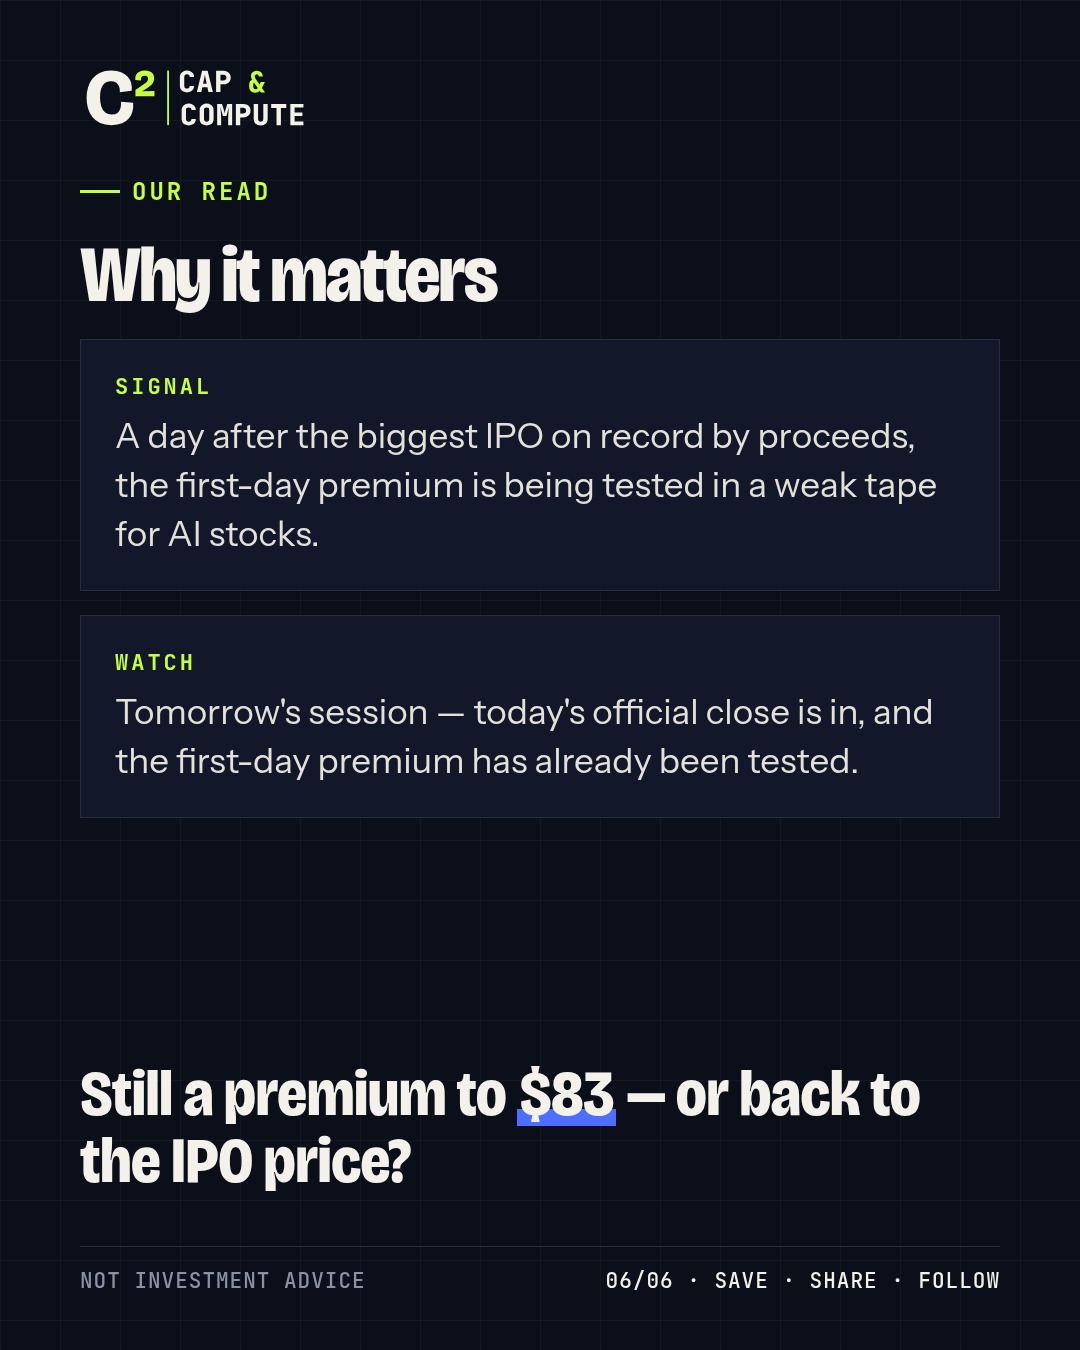 C² CAP &
COMPUTE
OUR READ
Why it matters
SIGNAL
A day after the biggest IPO on record by proceeds,
the first-day premium is being tested in a weak tape
for AI stocks.
WATCH
Tomorrow's session — today's official close is in, and
the first-day premium has already been tested.
Still a premium to $83 — or back to
the IPO price?
NOT INVESTMENT ADVICE
06/06 · SAVE · SHARE · FOLLOW